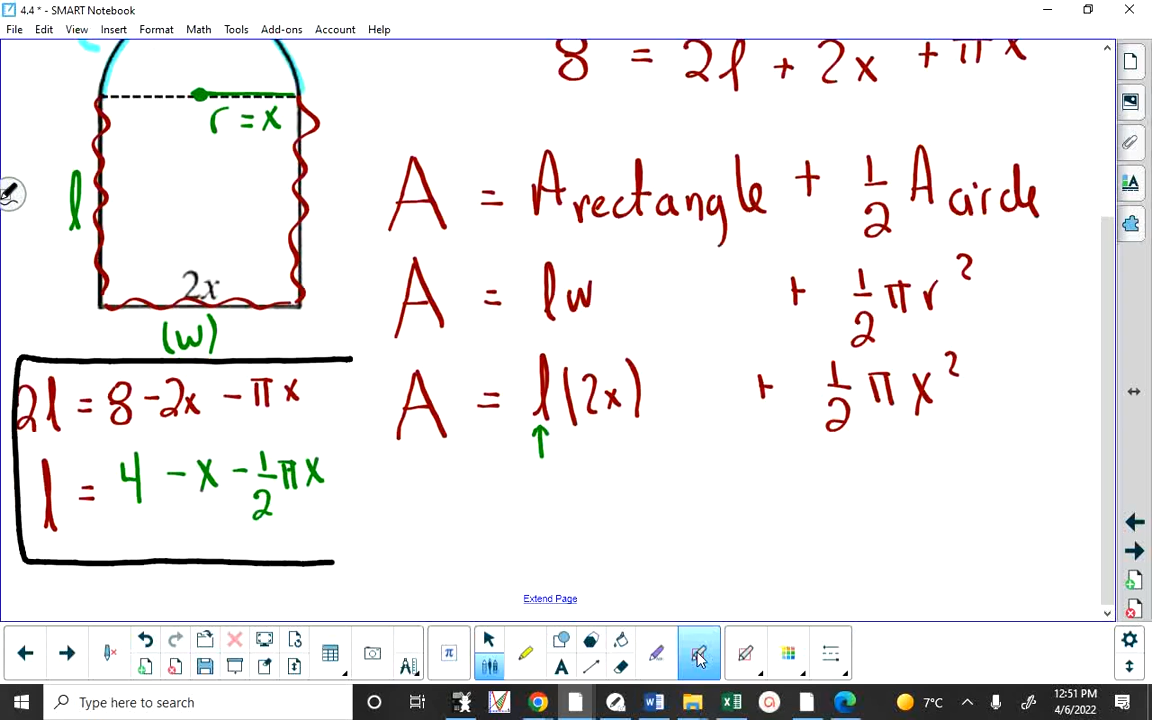 4.4 * - SMART Notebook
File Edit View Insert Format Math Tools Add-ons Account Help
8 = 2l + 2x + πx
r = x
l
2x
(w)
A = A rectangle + 1/2 A circle
A = lw + 1/2 πr²
A = l(2x) + 1/2 πx²
↑
2l = 8 - 2x - πx
l = 4 - x - 1/2 πx
Extend Page
π
A
Type here to search
7°C
12:51 PM
4/6/2022